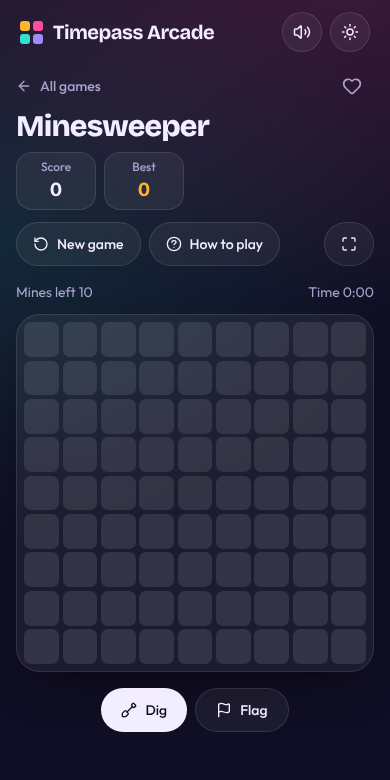 Timepass Arcade
All games
Minesweeper
Score
0
Best
0
New game
How to play
Mines left 10
Time 0:00
Dig
Flag